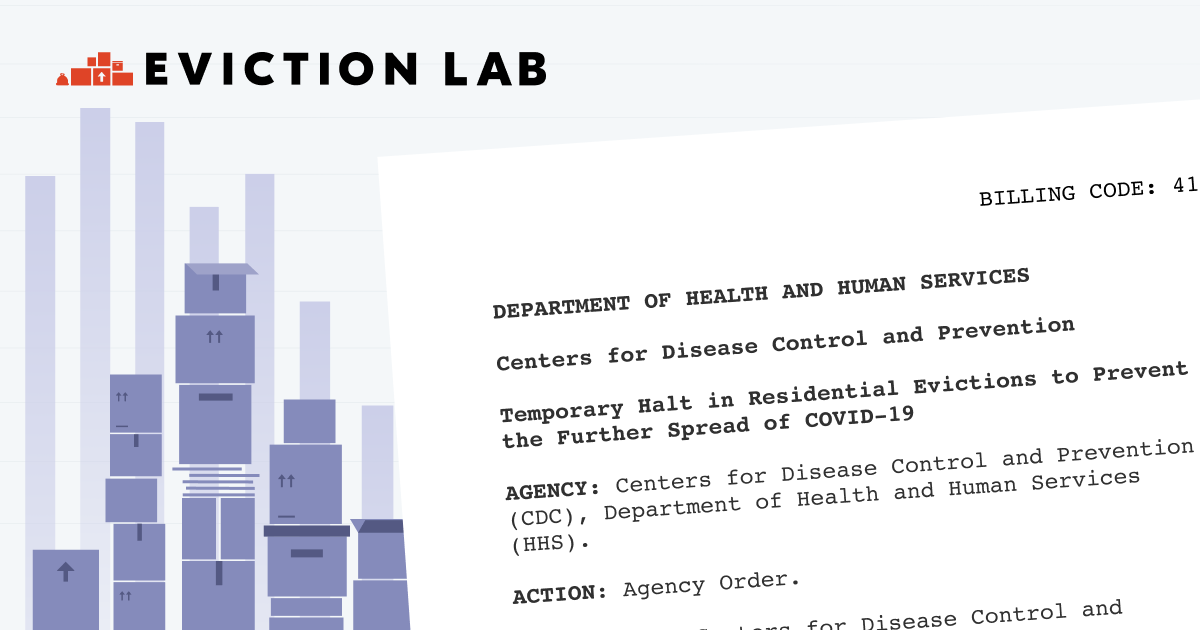 EVICTION LAB
BILLING CODE: 41
DEPARTMENT OF HEALTH AND HUMAN SERVICES
Centers for Disease Control and Prevention
Temporary Halt in Residential Evictions to Prevent
the Further Spread of COVID-19
AGENCY: Centers for Disease Control and Prevention
(CDC), Department of Health and Human Services
(HHS).
ACTION: Agency Order.
for Disease Control and